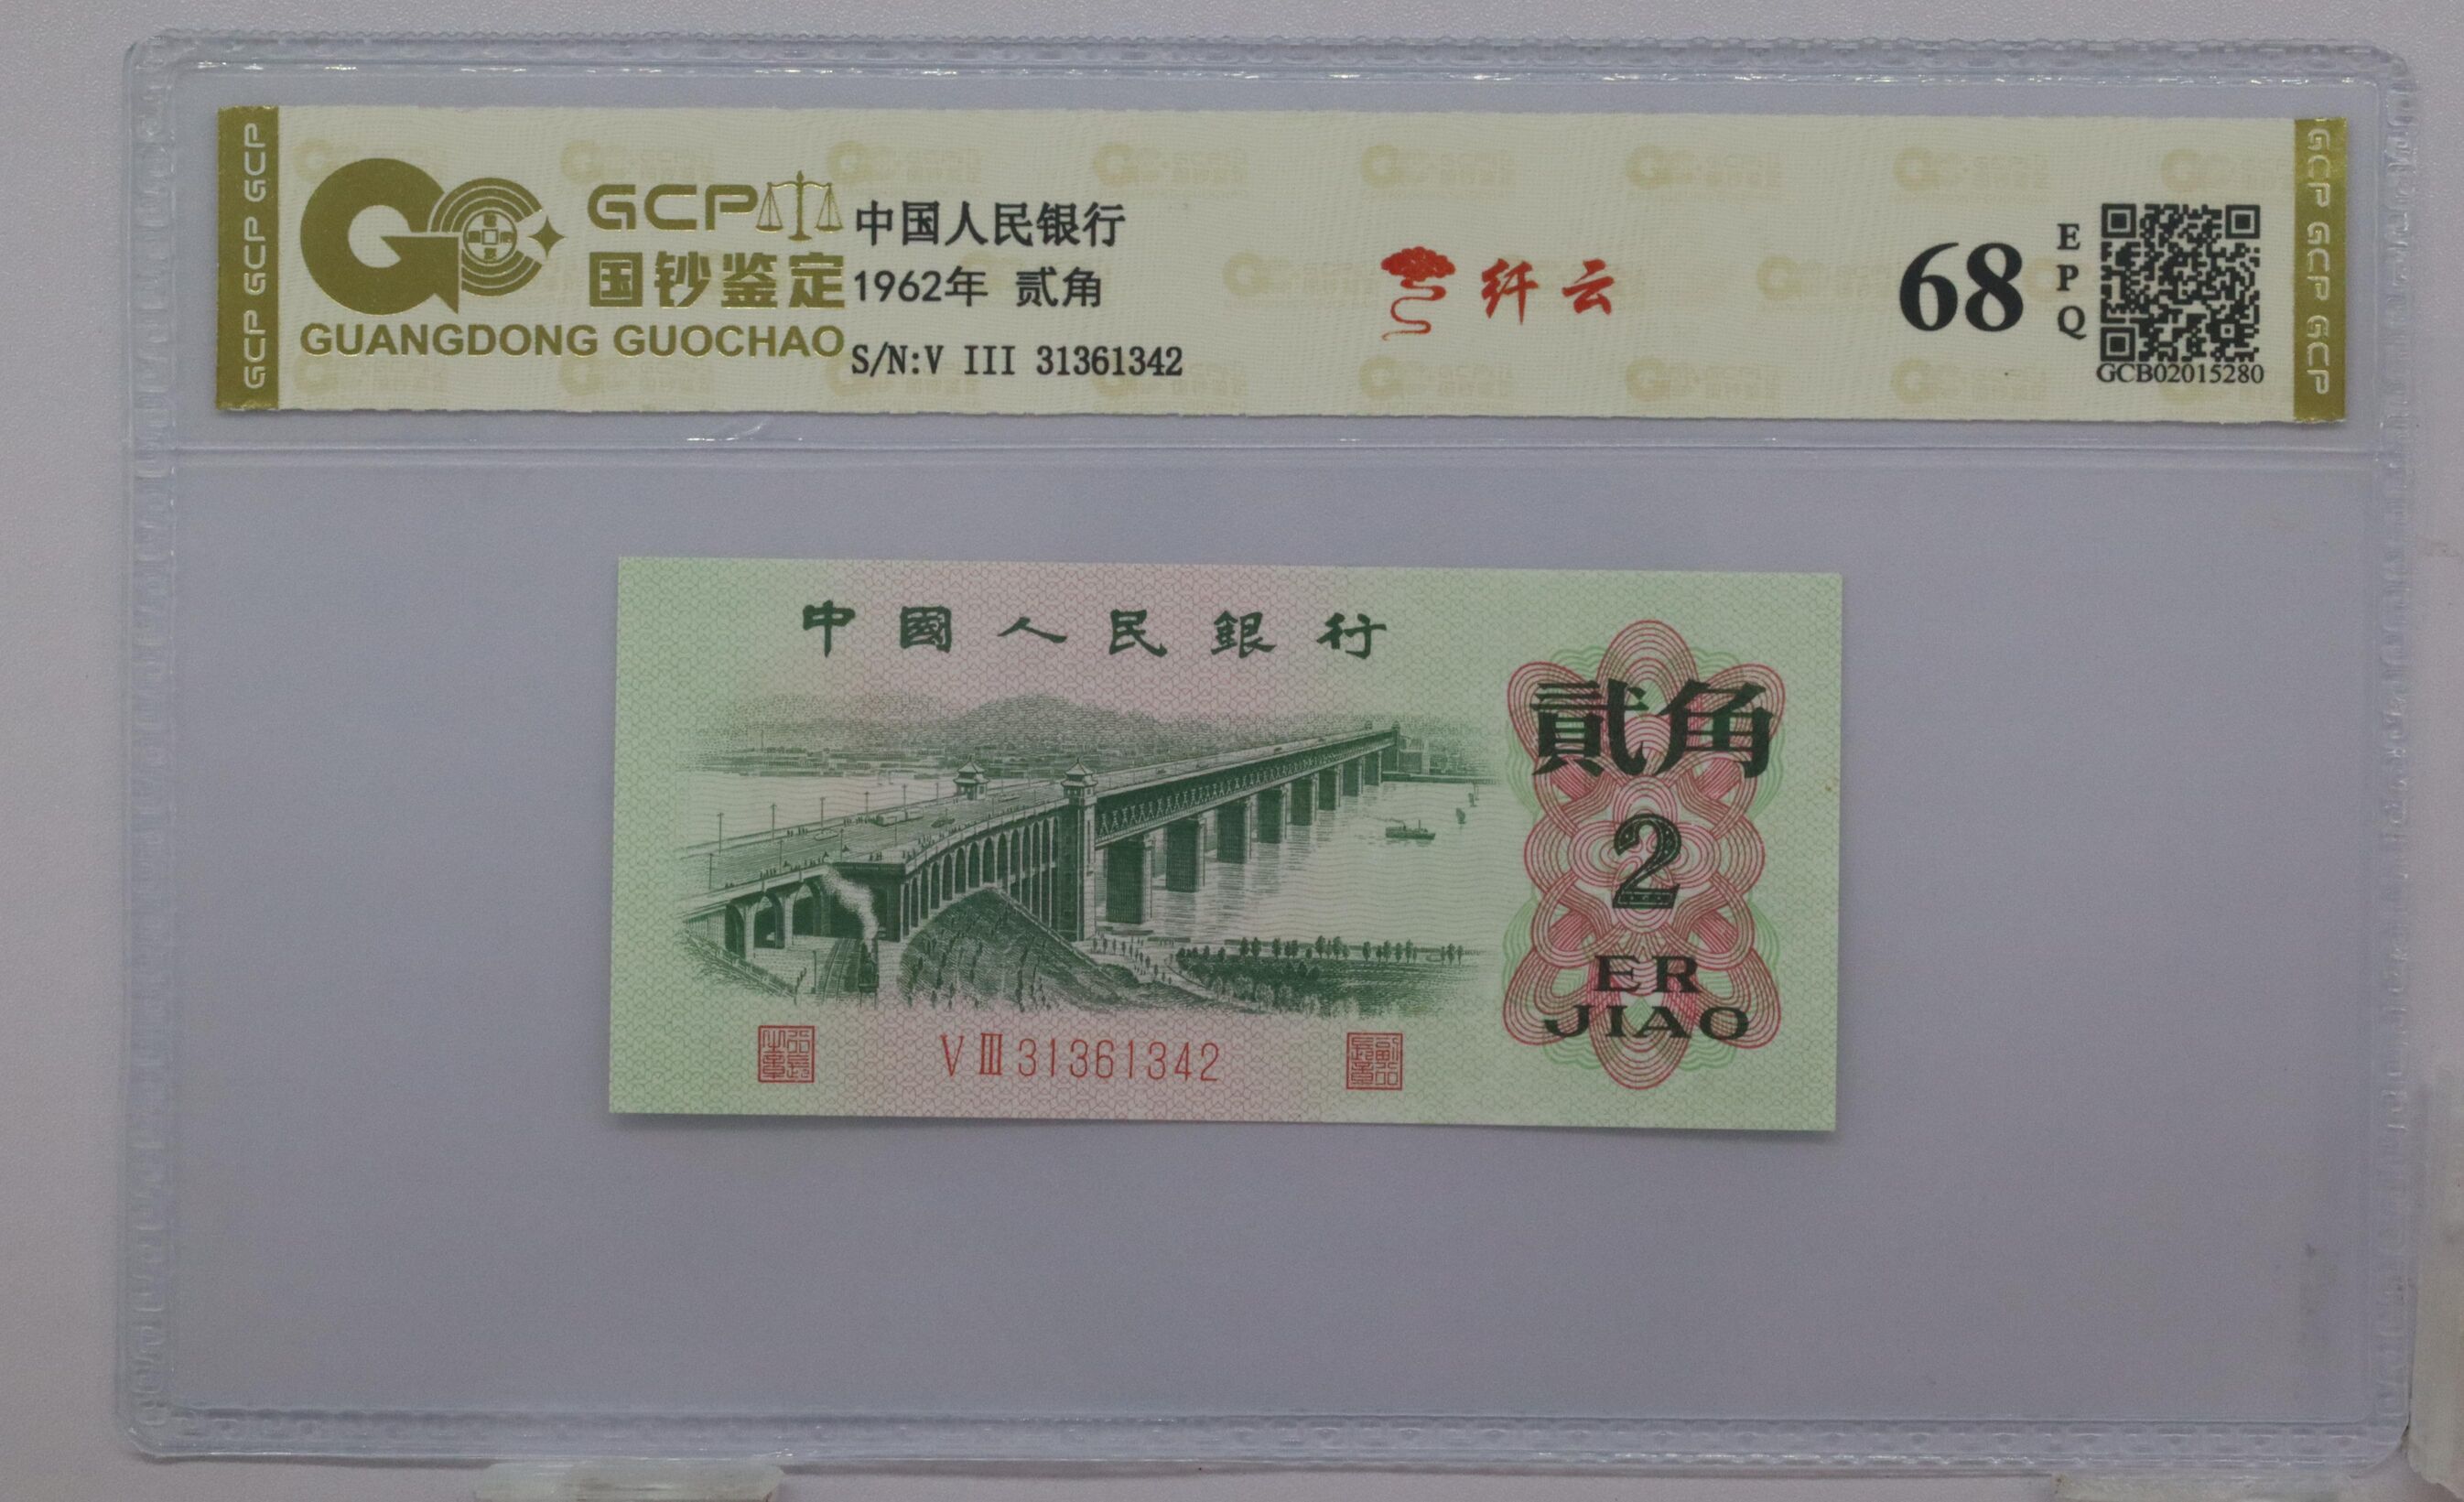 GCP GCP GCP
GCP
国钞鉴定
GUANGDONG GUOCHAO
中国人民银行
1962年 贰角
S/N:V III 31361342
纤云
68
EPQ
GCB02015280
GCP GCP GCP
中國人民銀行
貳角
2
ER
JIAO
V III 31361342